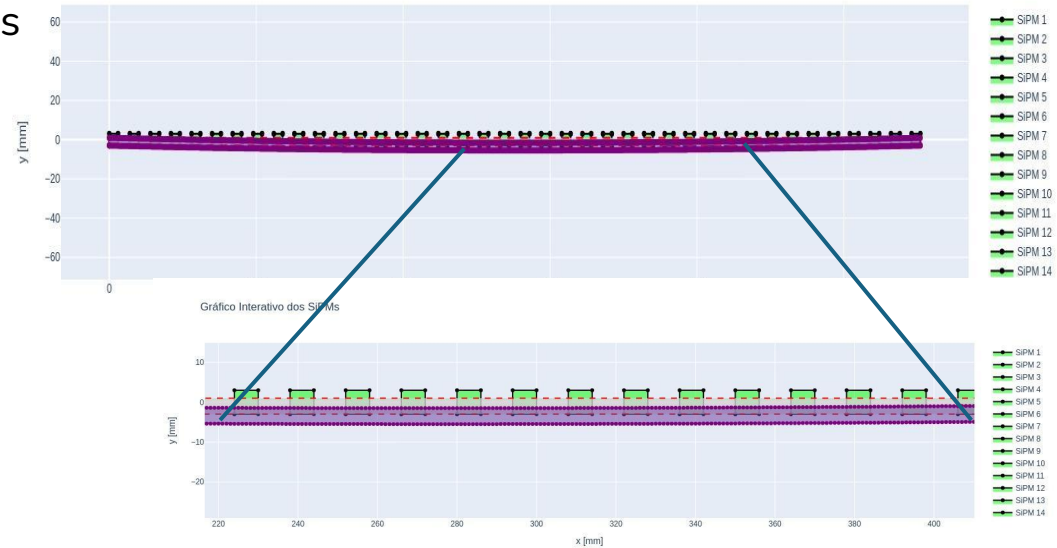 s
60
40
20
0
−20
−40
−60
y [mm]
0
SiPM 1
SiPM 2
SiPM 3
SiPM 4
SiPM 5
SiPM 6
SiPM 7
SiPM 8
SiPM 9
SiPM 10
SiPM 11
SiPM 12
SiPM 13
SiPM 14
Gráfico Interativo dos SiPMs
10
0
−10
−20
y [mm]
220 240 260 280 300 320 340 360 380 400
x [mm]
SiPM 1
SiPM 2
SiPM 3
SiPM 4
SiPM 5
SiPM 6
SiPM 7
SiPM 8
SiPM 9
SiPM 10
SiPM 11
SiPM 12
SiPM 13
SiPM 14